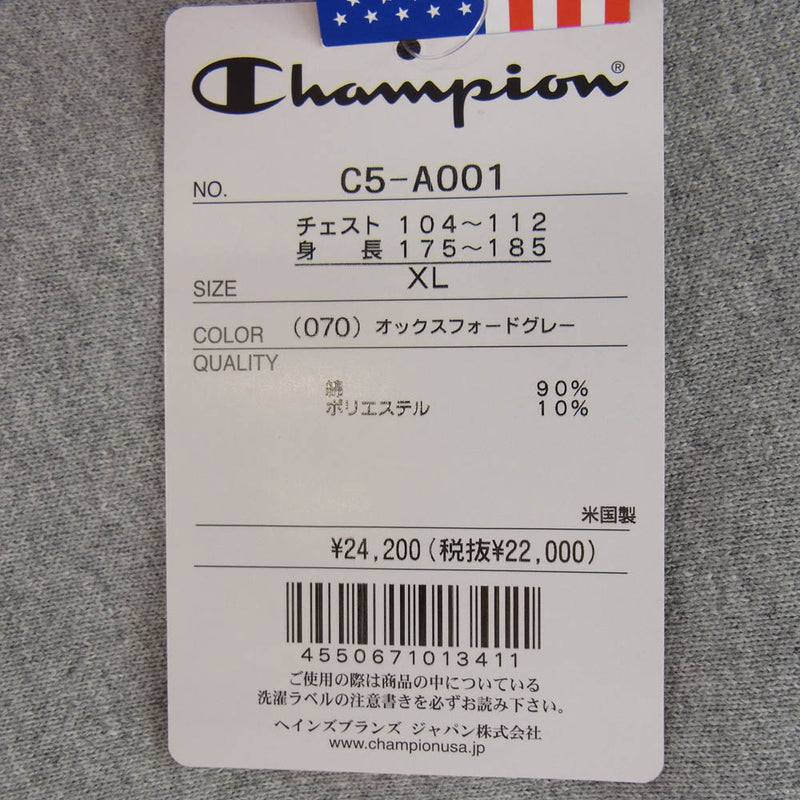 Champion®
NO. C5-A001
チェスト 104～112
身長 175～185
SIZE XL
COLOR (070) オックスフォードグレー
QUALITY
綿 90%
ポリエステル 10%
米国製
¥24,200(税抜¥22,000)
4550671013411
ご使用の際は商品の中についている
洗濯ラベルの注意書きを必ずお読み下さい。
ヘインズブランズ ジャパン株式会社
www.championusa.jp